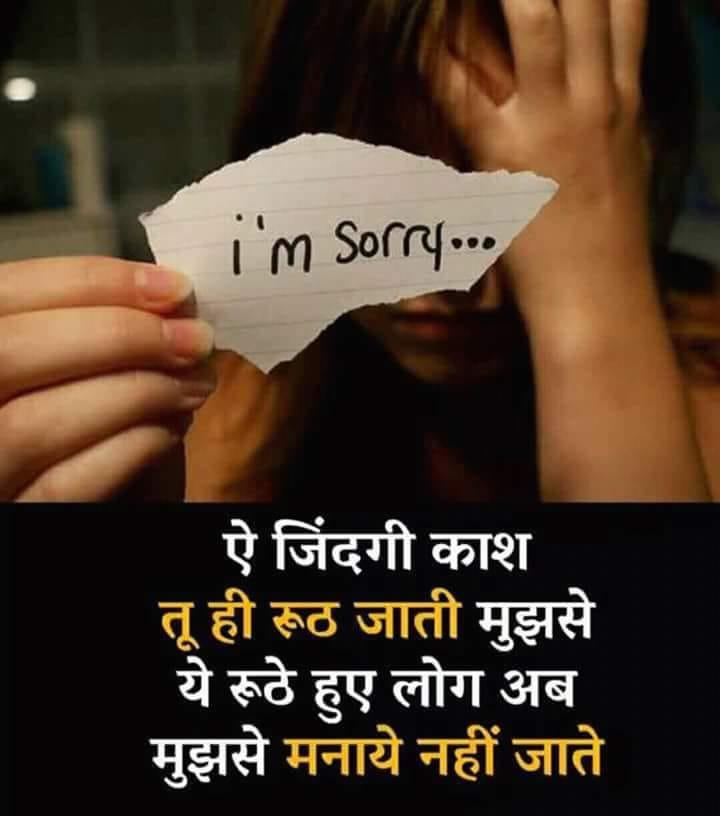 i'm sorry...
ऐ जिंदगी काश
तू ही रूठ जाती मुझसे
ये रूठे हुए लोग अब
मुझसे मनाये नहीं जाते